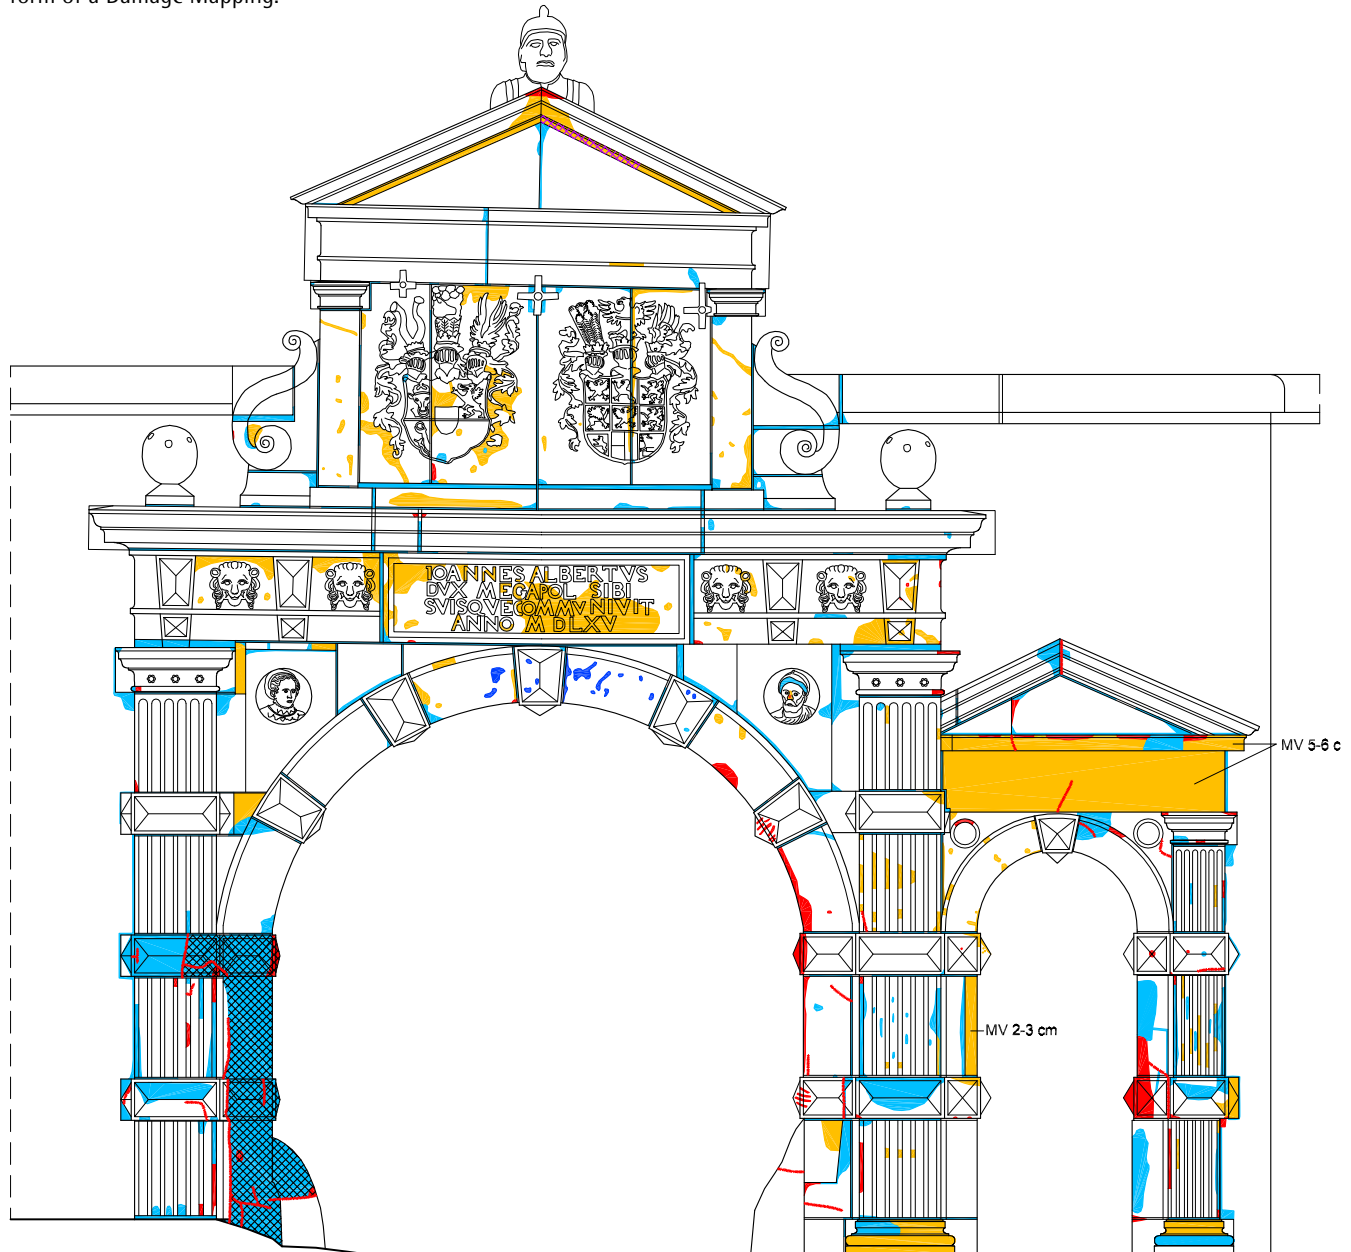 form of a Damage Mapping.
IOANNES ALBERTVS
DVX MEGAPOL SIBI
SVISQVE COMMVNIVIT
ANNO M DLXV
MV 5-6 c
MV 2-3 cm